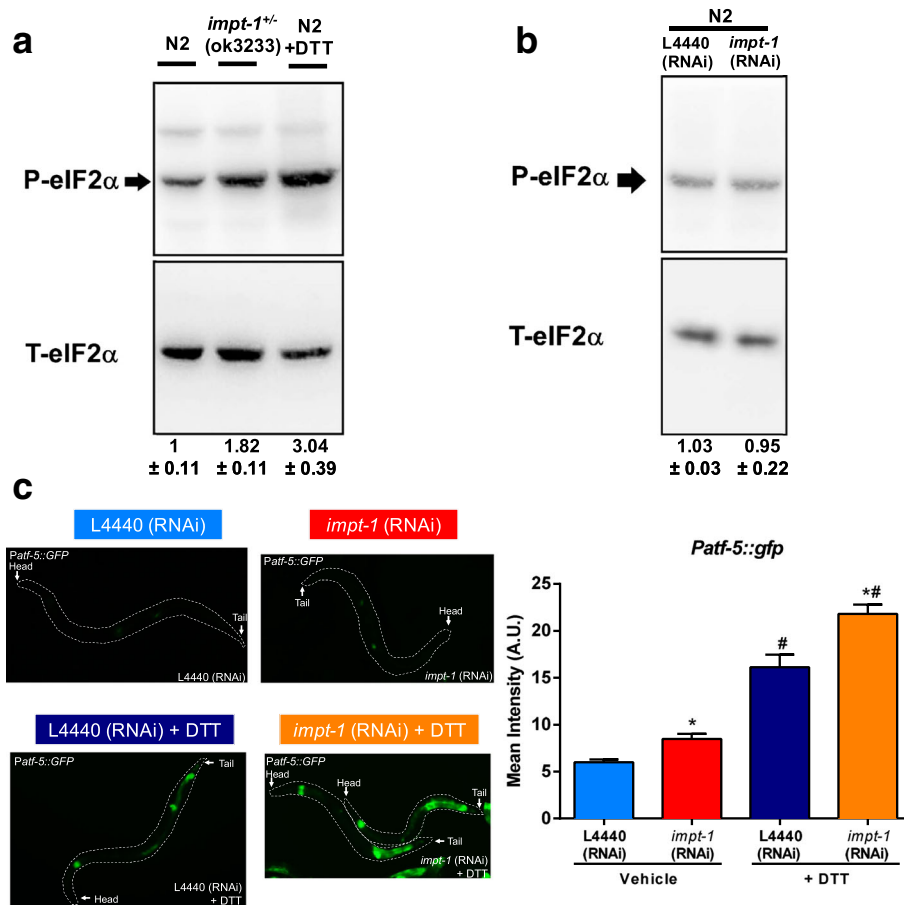 a
N2
impt-1+/-
(ok3233)
N2
+DTT
P-eIF2α
T-eIF2α
1
± 0.11
1.82
± 0.11
3.04
± 0.39
b
N2
L4440
(RNAi)
impt-1
(RNAi)
P-eIF2α
T-eIF2α
1.03
± 0.03
0.95
± 0.22
c
L4440 (RNAi)
Patf-5::GFP
Head
Tail
L4440 (RNAi)
impt-1 (RNAi)
Patf-5::GFP
Tail
Head
impt-1 (RNAi)
L4440 (RNAi) + DTT
Patf-5::GFP
Tail
Head
L4440 (RNAi)
+ DTT
impt-1 (RNAi) + DTT
Patf-5::GFP
Head
Head
Tail
Tail
impt-1 (RNAi)
+ DTT
Patf-5::gfp
Mean Intensity (A.U.)
25
20
15
10
5
0
*
#
*#
L4440
(RNAi)
impt-1
(RNAi)
L4440
(RNAi)
impt-1
(RNAi)
Vehicle
+ DTT